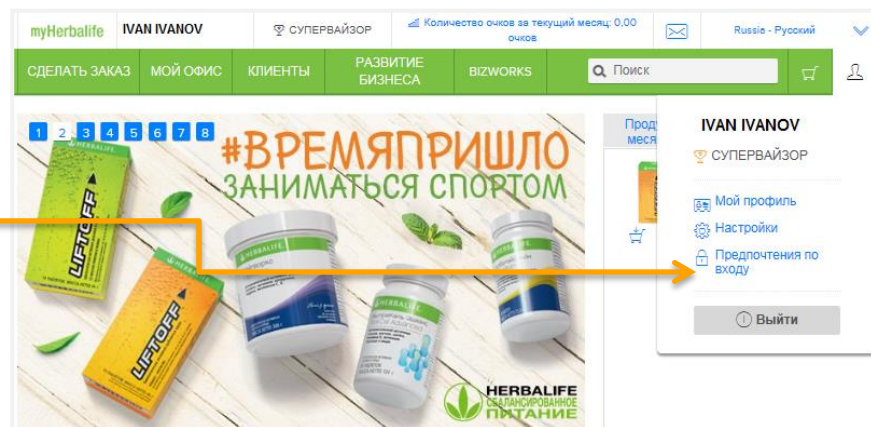 myHerbalife
IVAN IVANOV
СУПЕРВАЙЗОР
Количество очков за текущий месяц: 0,00
очков
Russia - Русский
СДЕЛАТЬ ЗАКАЗ
МОЙ ОФИС
КЛИЕНТЫ
РАЗВИТИЕ
БИЗНЕСА
BIZWORKS
Поиск
1 2 3 4 5 6 7 8
#ВРЕМЯПРИШЛО
ЗАНИМАТЬСЯ СПОРТОМ
HERBALIFE
LIFTOFF
HERBALIFE
LIFTOFF
HERBALIFE
HERBALIFE
HERBALIFE
СБАЛАНСИРОВАННОЕ
ПИТАНИЕ
IVAN IVANOV
СУПЕРВАЙЗОР
Мой профиль
Настройки
Предпочтения по
входу
Выйти